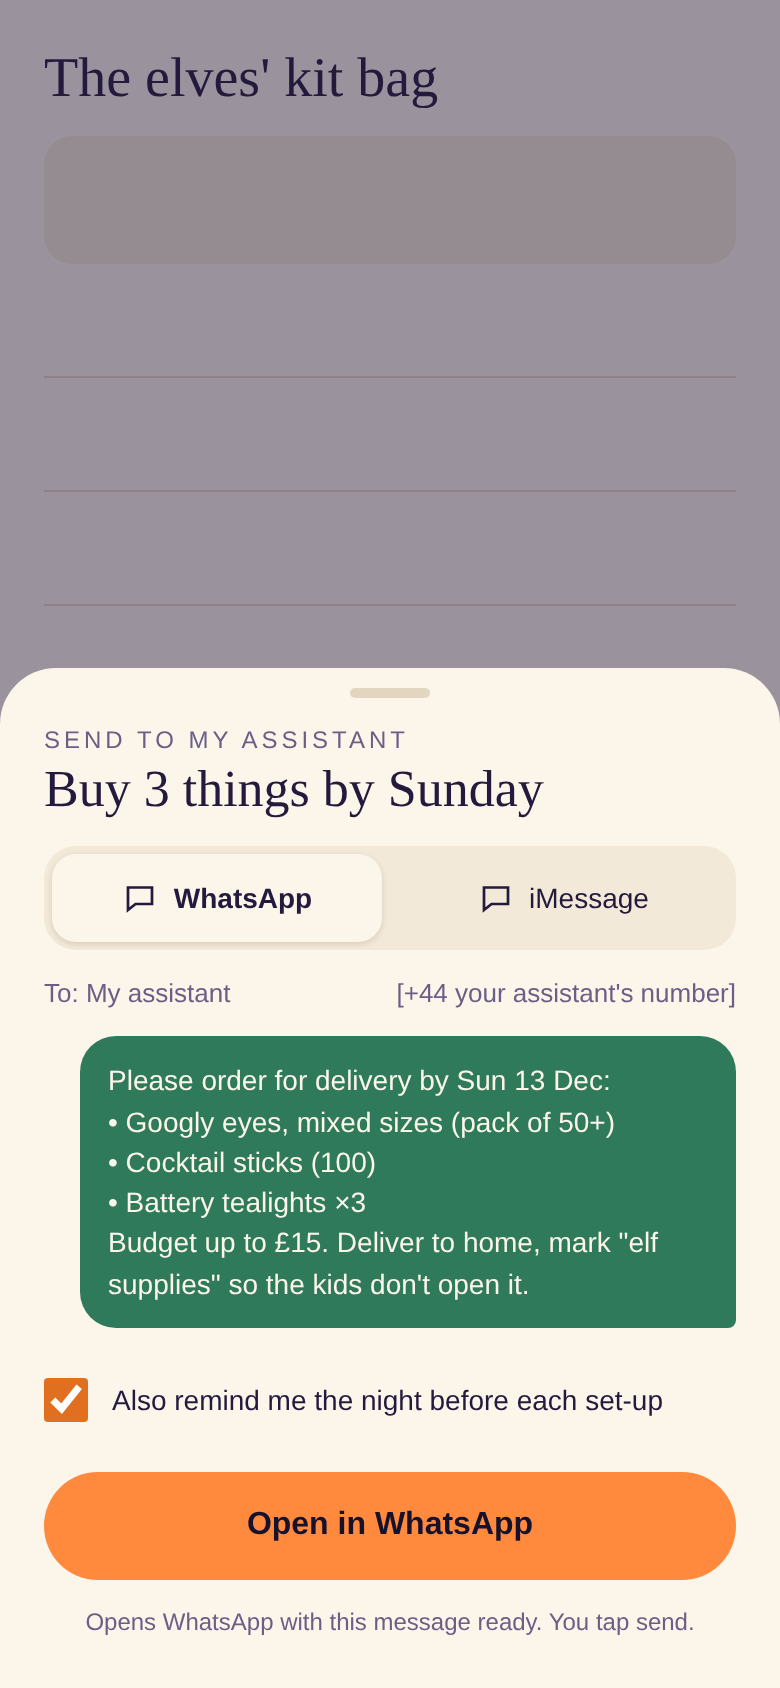 The elves' kit bag
SEND TO MY ASSISTANT
Buy 3 things by Sunday
WhatsApp
iMessage
To: My assistant
[+44 your assistant's number]
Please order for delivery by Sun 13 Dec:
• Googly eyes, mixed sizes (pack of 50+)
• Cocktail sticks (100)
• Battery tealights ×3
Budget up to £15. Deliver to home, mark "elf
supplies" so the kids don't open it.
Also remind me the night before each set-up
Open in WhatsApp
Opens WhatsApp with this message ready. You tap send.